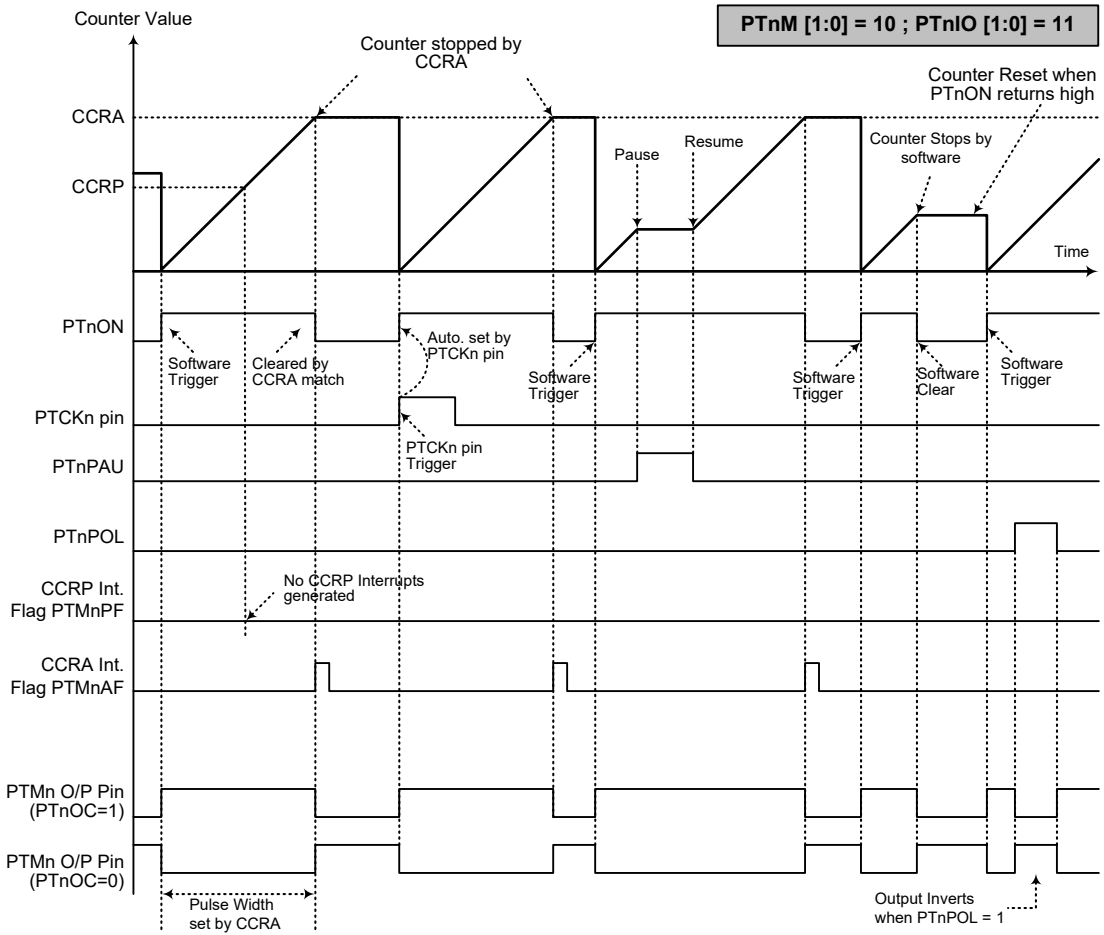 Counter Value
PTnM [1:0] = 10 ; PTnIO [1:0] = 11
Counter stopped by
CCRA
Counter Reset when
PTnON returns high
CCRA
Pause
Resume
Counter Stops by
software
CCRP
Time
PTnON
Software
Trigger
Cleared by
CCRA match
Auto. set by
PTCKn pin
Software
Trigger
Software
Trigger
Software
Clear
Software
Trigger
PTCKn pin
PTCKn pin
Trigger
PTnPAU
PTnPOL
CCRP Int.
Flag PTMnPF
No CCRP Interrupts
generated
CCRA Int.
Flag PTMnAF
PTMn O/P Pin
(PTnOC=1)
PTMn O/P Pin
(PTnOC=0)
Pulse Width
set by CCRA
Output Inverts
when PTnPOL = 1